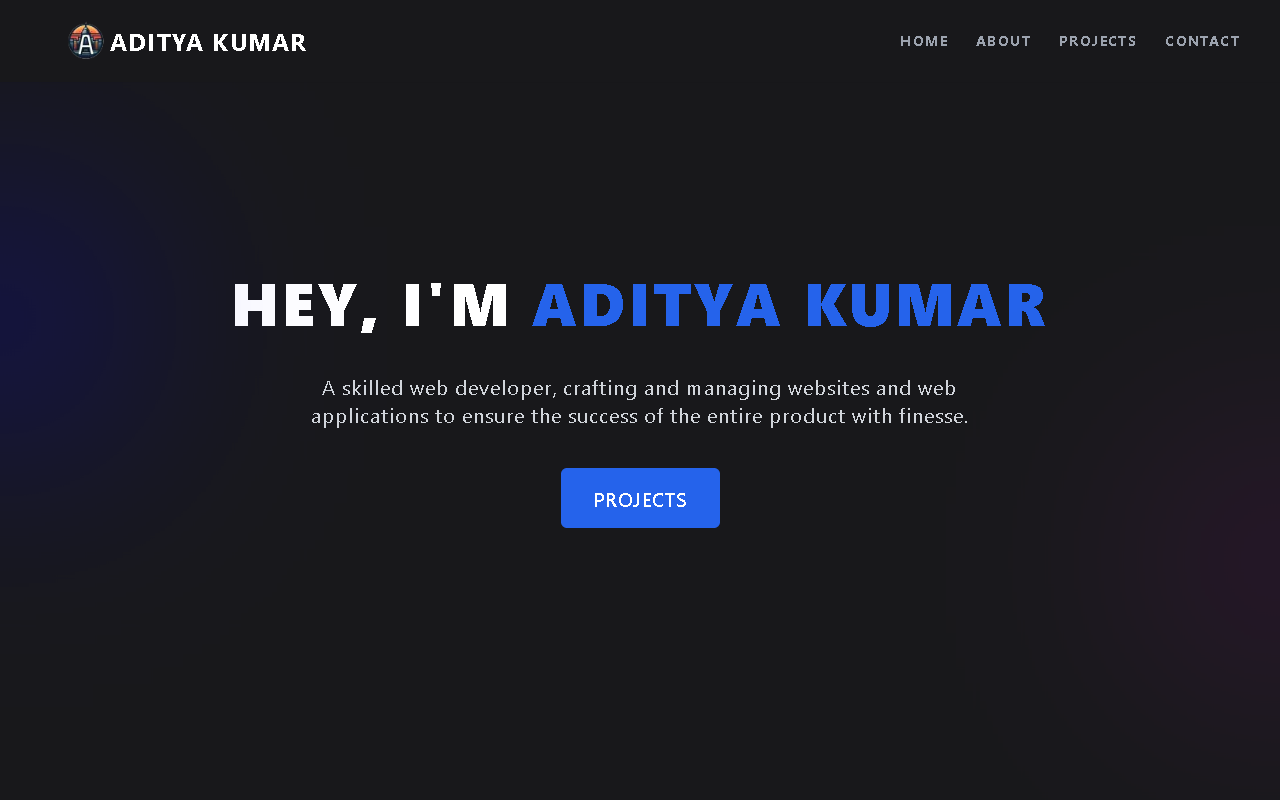 A ADITYA KUMAR
HOME ABOUT PROJECTS CONTACT
HEY, I'M ADITYA KUMAR
A skilled web developer, crafting and managing websites and web
applications to ensure the success of the entire product with finesse.
PROJECTS